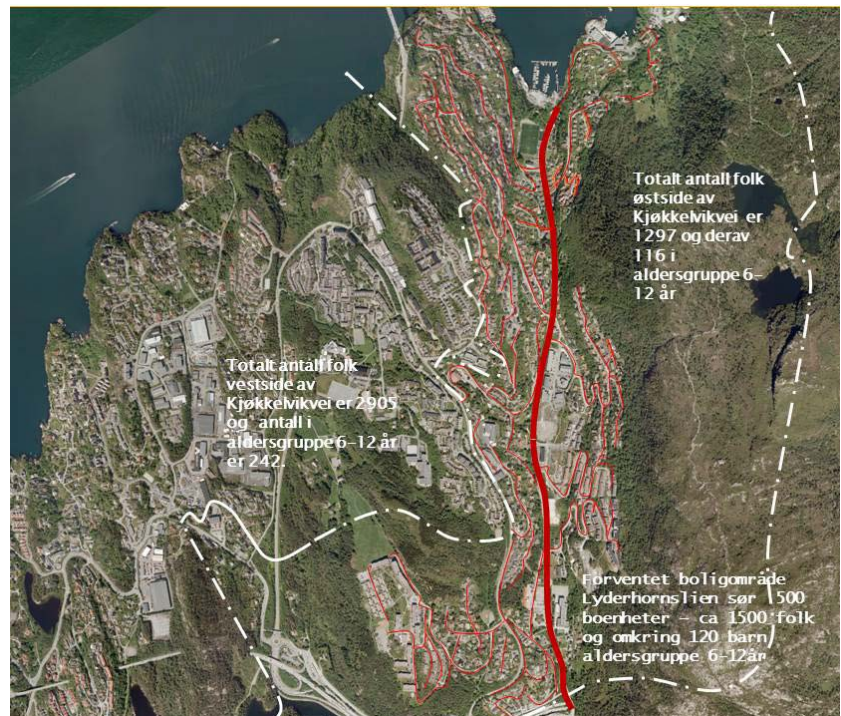 Totalt antall folk
østside av
Kjøkkelvikvei er
1297 og derav
116 i
aldersgruppe 6-
12 år
Totalt antall folk
vestside av
Kjøkkelvikvei er 2905
og antall i
aldersgruppe 6-12 år
er 242.
Forventet boligområde
Lyderhornslien sør 500
boenheter - ca 1500 folk
og omkring 120 barn
aldersgruppe 6-12år